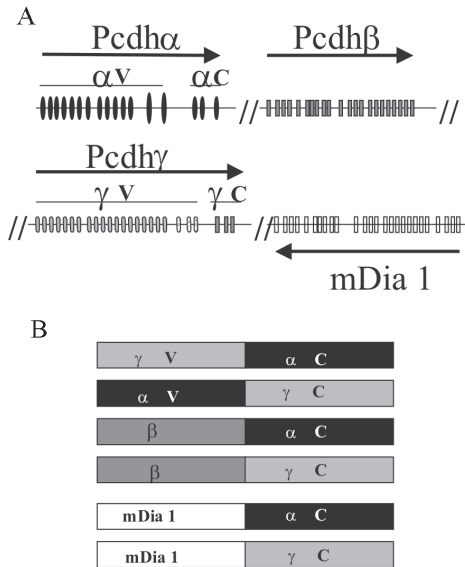 A
Pcdhα Pcdhβ
αV αC
// //
Pcdhγ
γ V γ C
// //
mDia 1
B
γ V α C
α V γ C
β α C
β γ C
mDia 1 α C
mDia 1 γ C